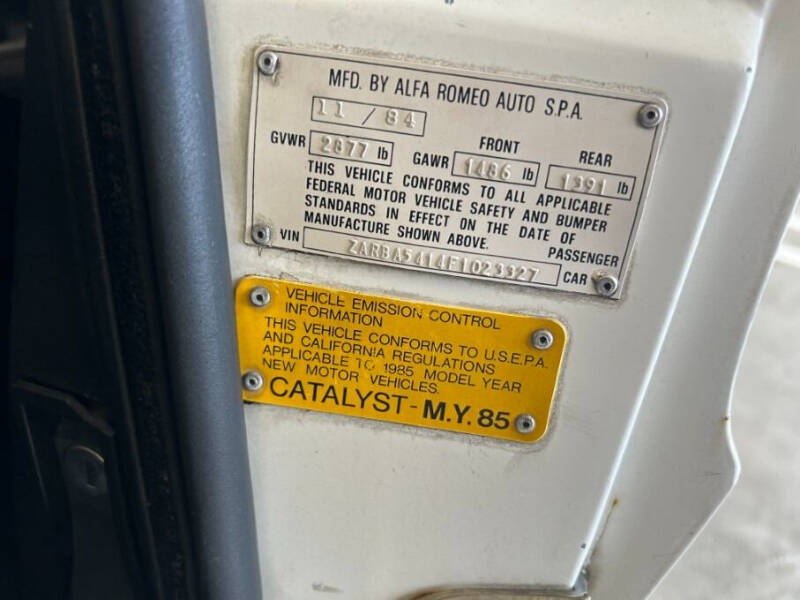 MFD. BY ALFA ROMEO AUTO S.P.A.
11 / 84
GVWR 2877 lb GAWR FRONT 1486 lb REAR 1391 lb
THIS VEHICLE CONFORMS TO ALL APPLICABLE
FEDERAL MOTOR VEHICLE SAFETY AND BUMPER
STANDARDS IN EFFECT ON THE DATE OF
MANUFACTURE SHOWN ABOVE.
VIN ZARBA5414F1023327 PASSENGER CAR
VEHICLE EMISSION CONTROL
INFORMATION
THIS VEHICLE CONFORMS TO U.S.E.P.A.
AND CALIFORNIA REGULATIONS
APPLICABLE TO 1985 MODEL YEAR
NEW MOTOR VEHICLES.
CATALYST - M.Y. 85